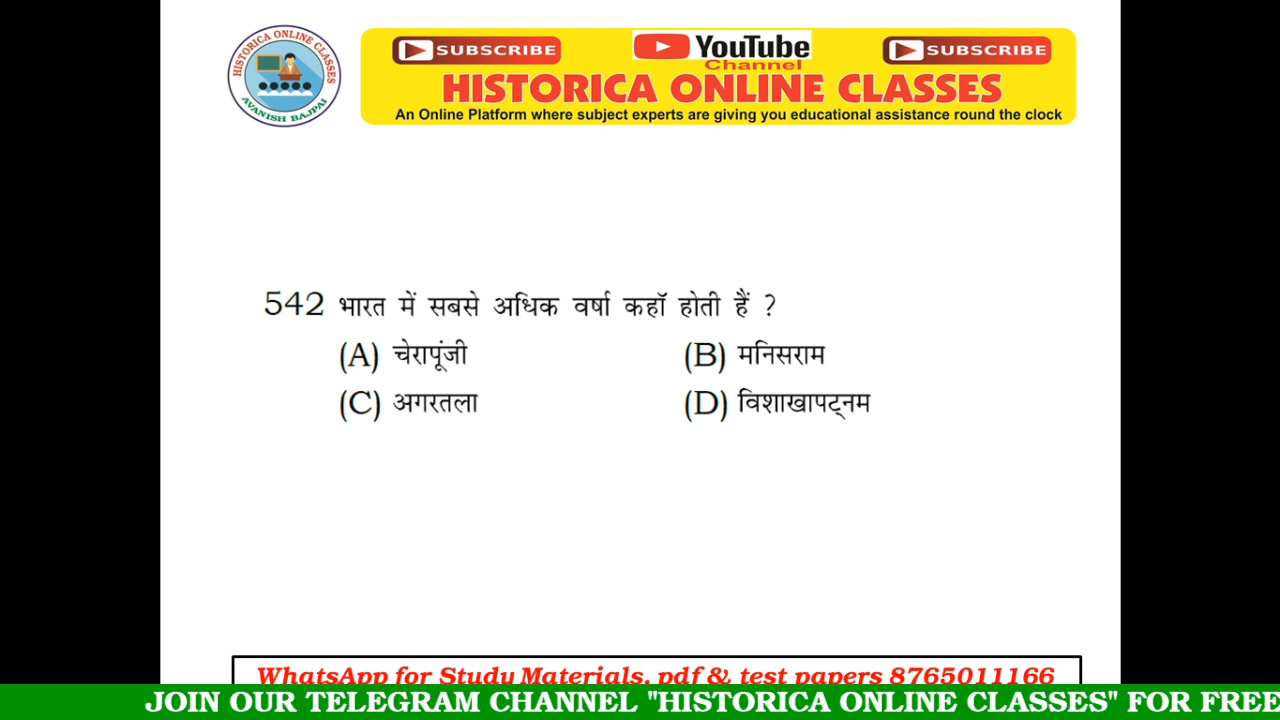 HISTORICA ONLINE CLASSES
AVANISH BAJPAI
SUBSCRIBE
YouTube
SUBSCRIBE
Channel
HISTORICA ONLINE CLASSES
An Online Platform where subject experts are giving you educational assistance round the clock
542 भारत में सबसे अधिक वर्षा कहॉ होती हैं ?
(A) चेरापूंजी (B) मनिसराम
(C) अगरतला (D) विशाखापट्नम
WhatsApp for Study Materials, pdf & test papers 8765011166
JOIN OUR TELEGRAM CHANNEL "HISTORICA ONLINE CLASSES" FOR FREE